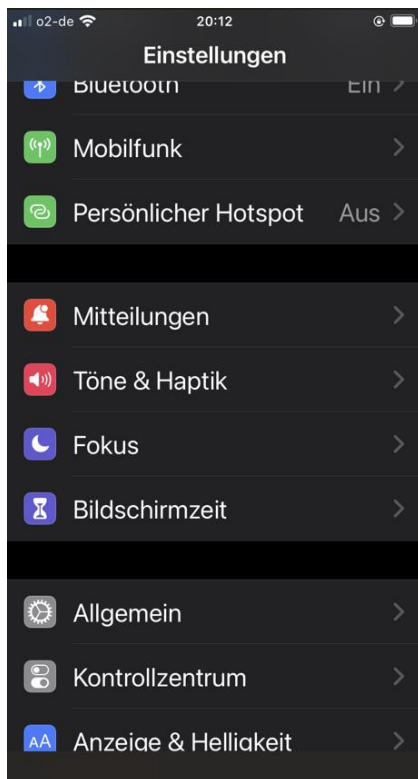 o2-de 20:12
Einstellungen
Bluetooth Ein
Mobilfunk
Persönlicher Hotspot Aus
Mitteilungen
Töne & Haptik
Fokus
Bildschirmzeit
Allgemein
Kontrollzentrum
AA Anzeige & Helligkeit